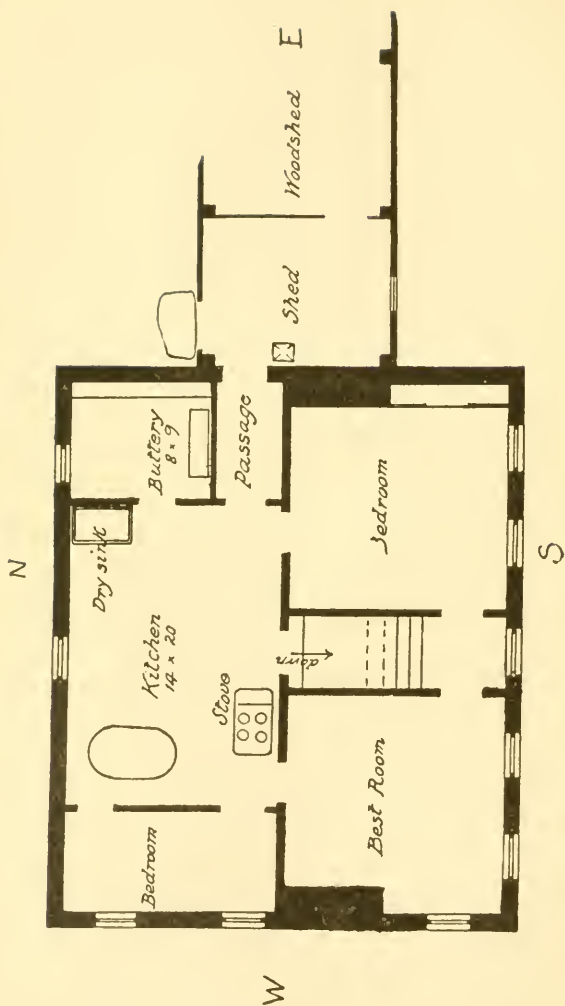 N
E
Woodshed
Shed
Buttery
8 × 9
Passage
Dry sink
Bedroom
Kitchen
14 × 20
Stove
down
Bedroom
Best Room
S
W